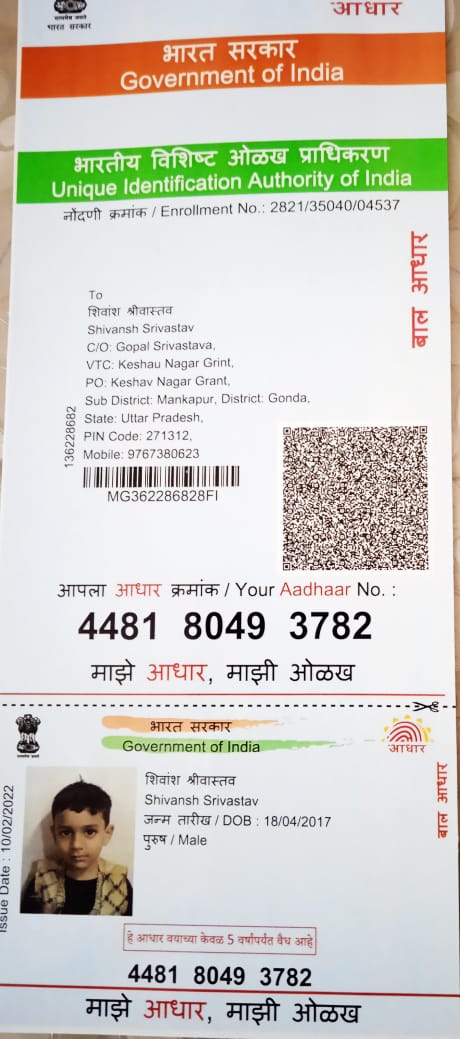 सत्यमेव जयते
भारत सरकार
आधार
भारत सरकार
Government of India
भारतीय विशिष्ट ओळख प्राधिकरण
Unique Identification Authority of India
नोंदणी क्रमांक / Enrollment No.: 2821/35040/04537
बाल आधार
To
शिवांश श्रीवास्तव
Shivansh Srivastav
C/O: Gopal Srivastava,
VTC: Keshau Nagar Grint,
PO: Keshav Nagar Grant,
Sub District: Mankapur, District: Gonda,
State: Uttar Pradesh,
PIN Code: 271312,
Mobile: 9767380623
136228682
MG362286828FI
आपला आधार क्रमांक / Your Aadhaar No. :
4481 8049 3782
माझे आधार, माझी ओळख
भारत सरकार
Government of India
आधार
शिवांश श्रीवास्तव
Shivansh Srivastav
जन्म तारीख / DOB : 18/04/2017
पुरुष / Male
Issue Date : 10/02/2022
बाल आधार
हे आधार वयाच्या केवळ 5 वर्षांपर्यंत वैध आहे
4481 8049 3782
माझे आधार, माझी ओळख